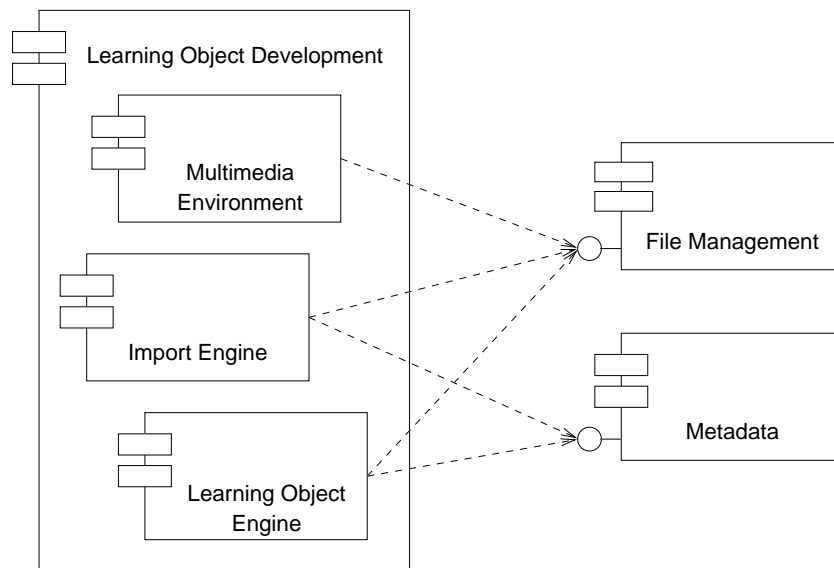 Learning Object Development
Multimedia
Environment
File Management
Import Engine
Metadata
Learning Object
Engine